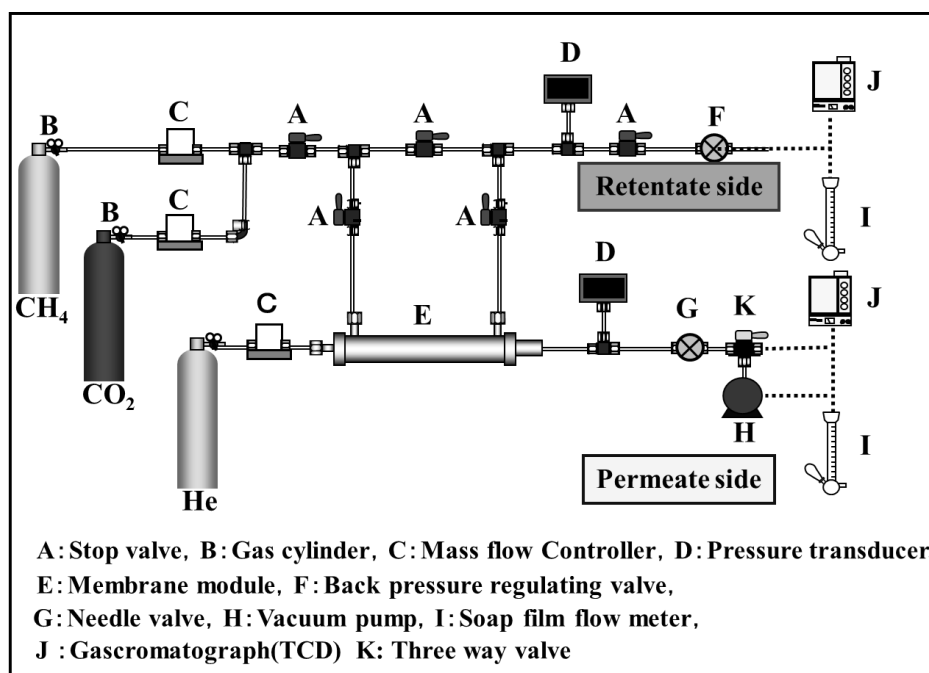 D
J
C
A
A
A
F
B
Retentate side
C
B
A
A
I
CH4
D
J
C
E
G
K
CO2
H
I
He
Permeate side
A:Stop valve, B:Gas cylinder, C:Mass flow Controller, D:Pressure transducer
E:Membrane module, F:Back pressure regulating valve,
G:Needle valve, H:Vacuum pump, I:Soap film flow meter,
J :Gascromatograph(TCD) K: Three way valve